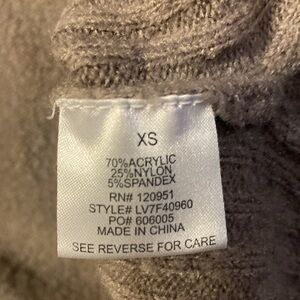 XS
70%ACRYLIC
25%NYLON
5%SPANDEX
RN# 120951
STYLE# LV7F40960
PO# 606005
MADE IN CHINA
SEE REVERSE FOR CARE